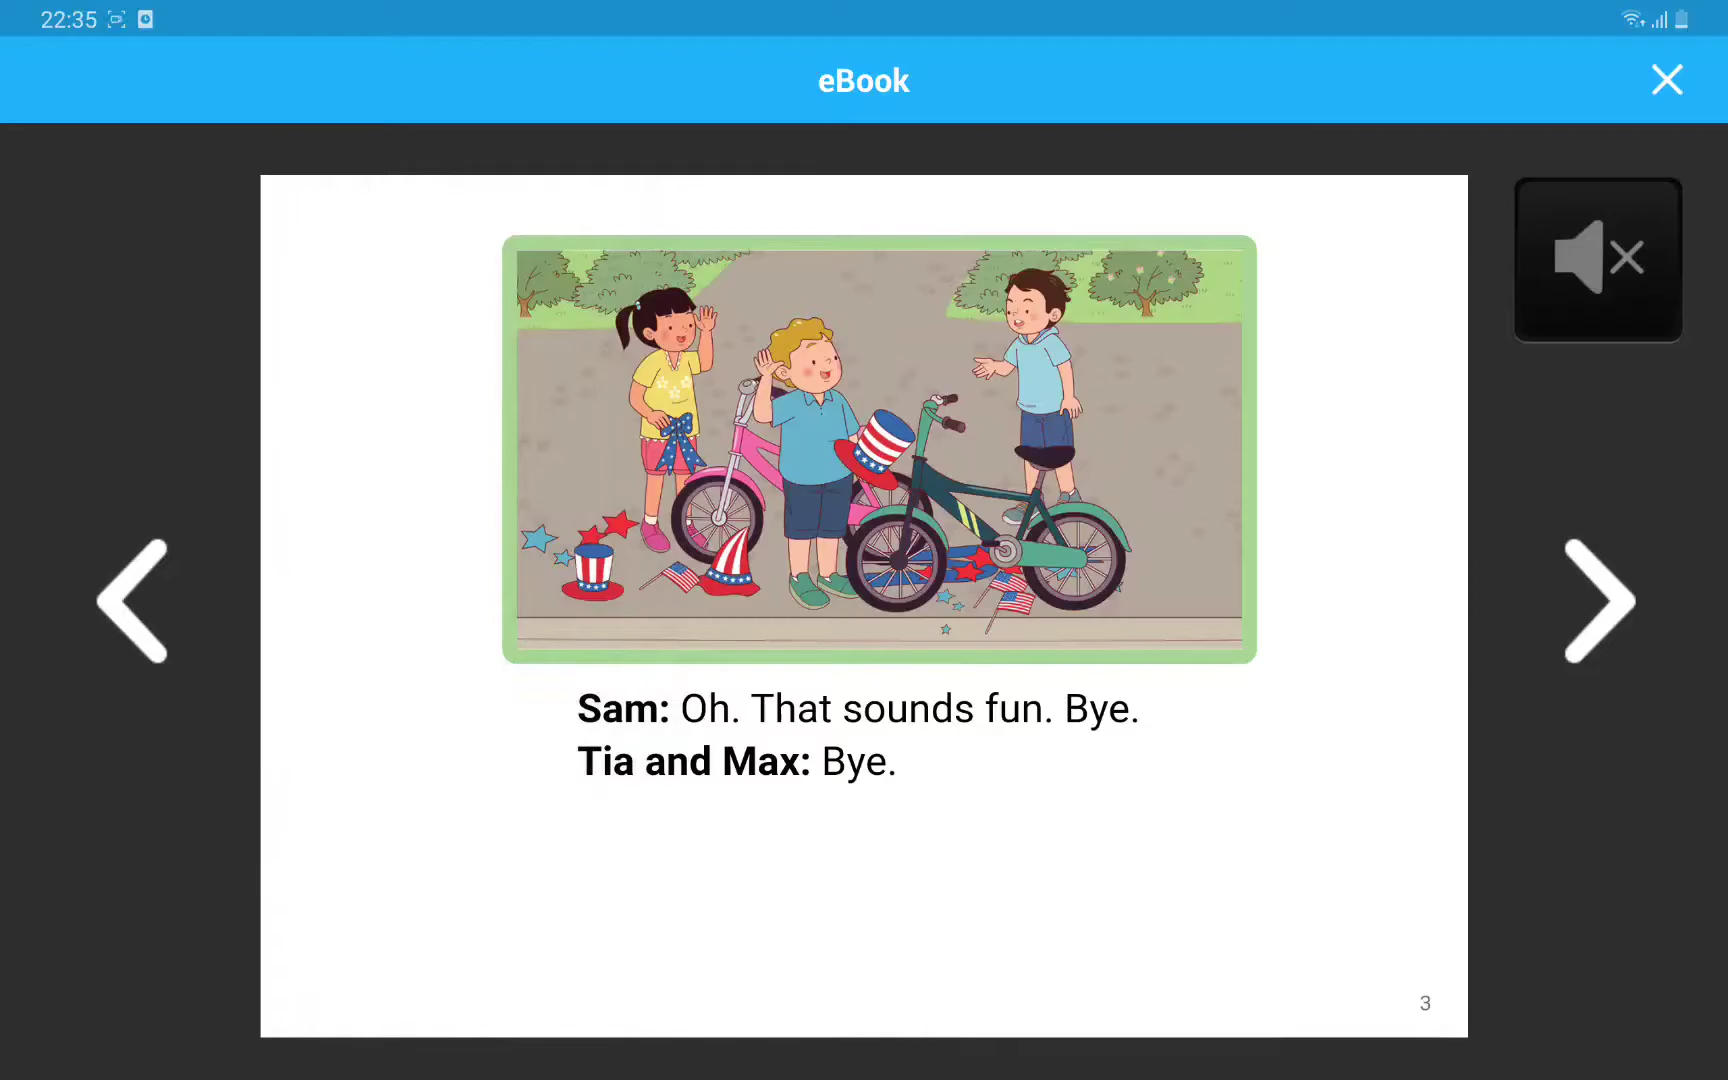 22:35
eBook
Sam: Oh. That sounds fun. Bye.
Tia and Max: Bye.
3